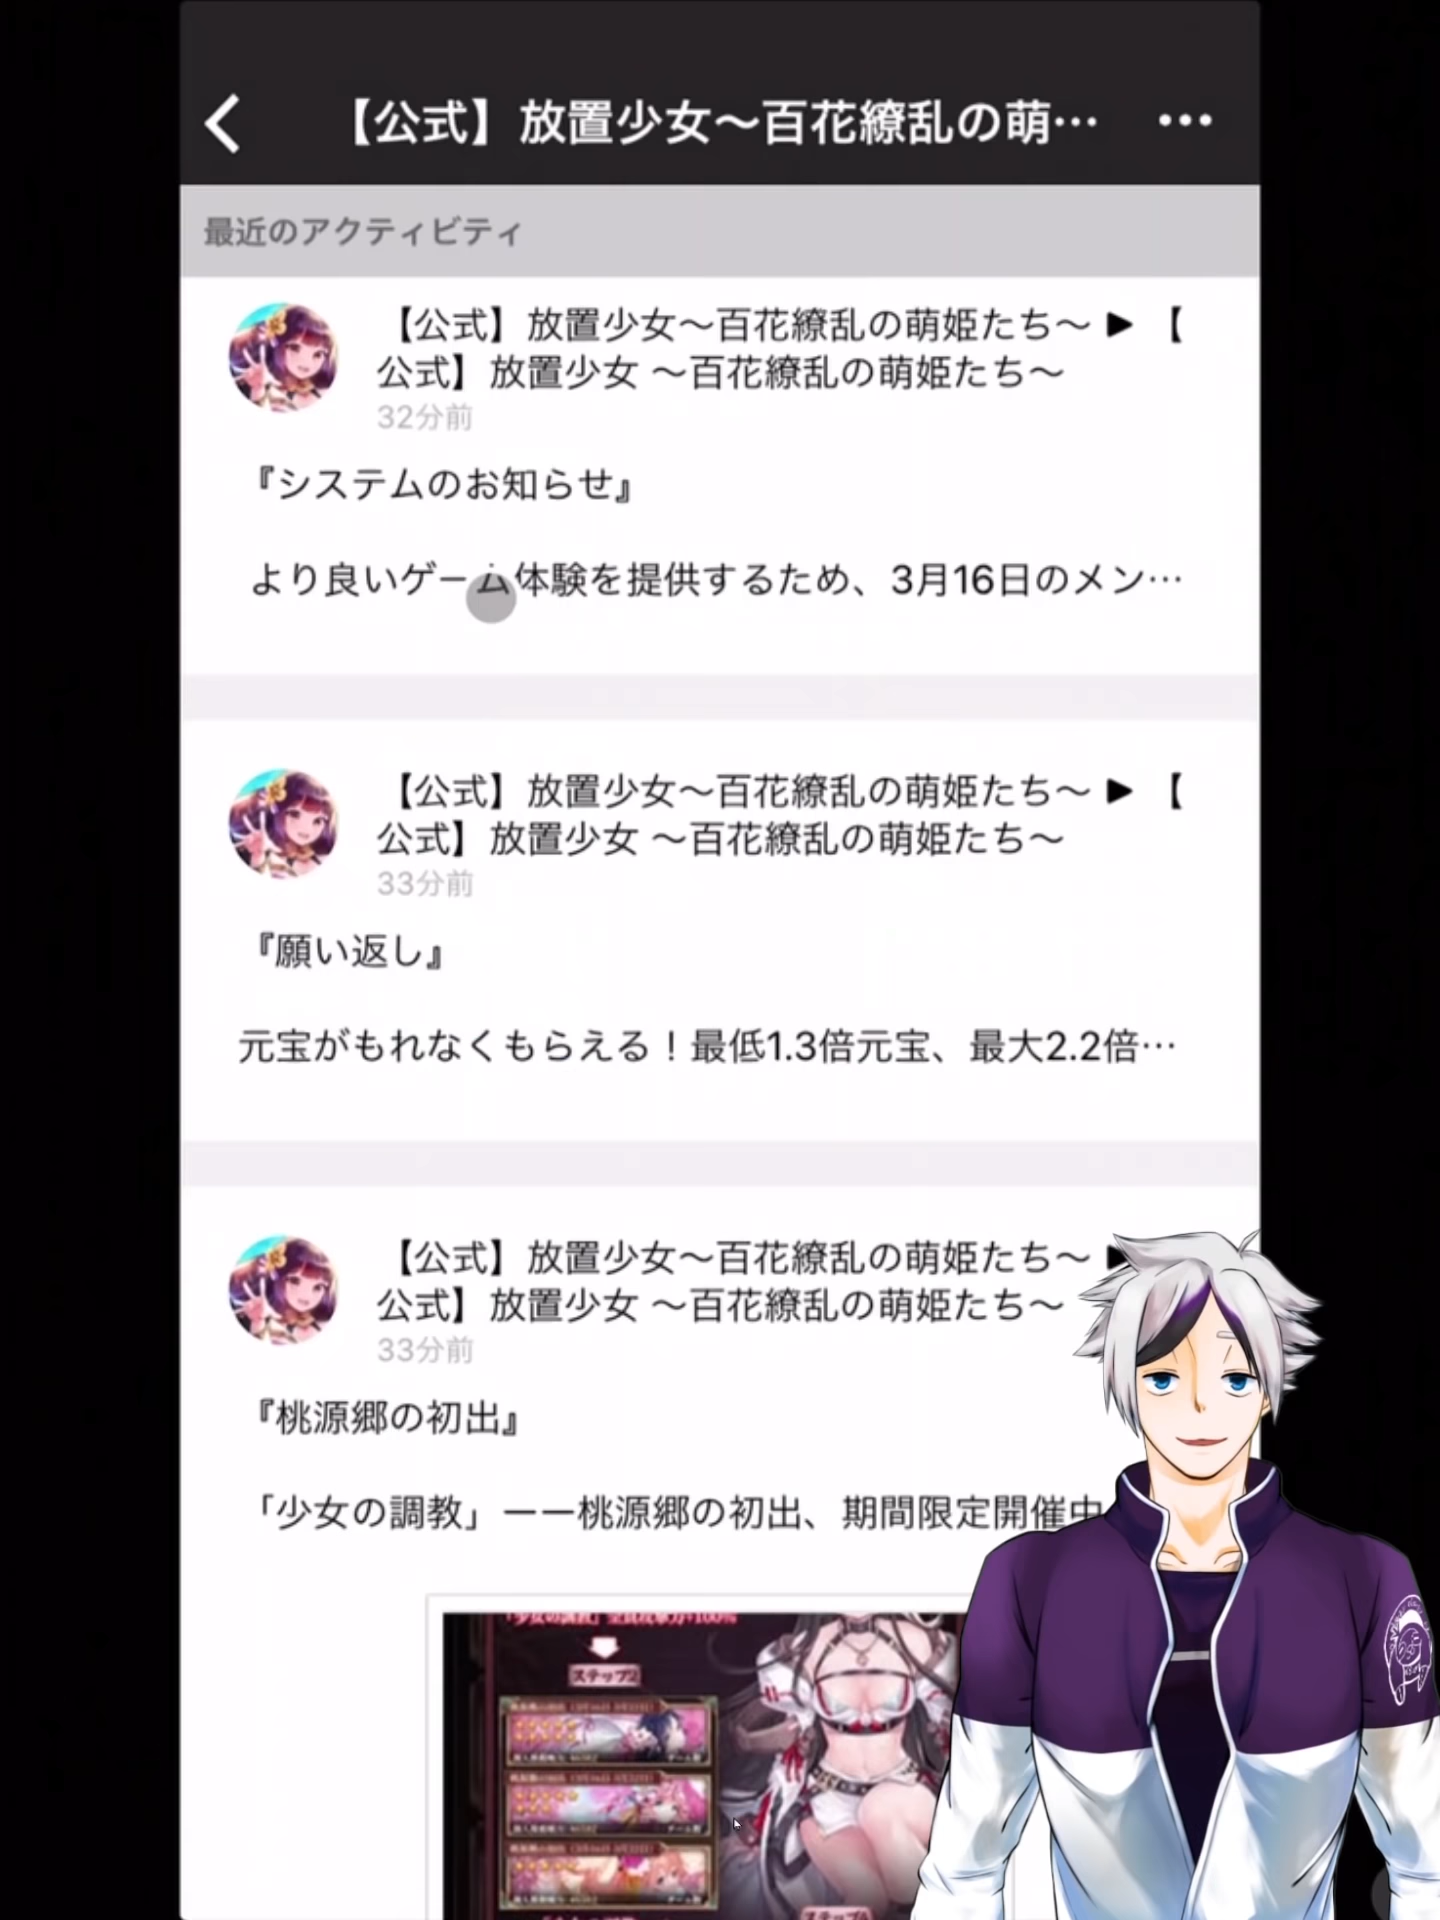 【公式】放置少女～百花繚乱の萌…
最近のアクティビティ
【公式】放置少女～百花繚乱の萌姫たち～ ▶ 【
公式】放置少女 ～百花繚乱の萌姫たち～
32分前
『システムのお知らせ』
より良いゲーム体験を提供するため、3月16日のメン…
【公式】放置少女～百花繚乱の萌姫たち～ ▶ 【
公式】放置少女 ～百花繚乱の萌姫たち～
33分前
『願い返し』
元宝がもれなくもらえる！最低1.3倍元宝、最大2.2倍…
【公式】放置少女～百花繚乱の萌姫たち～
公式】放置少女 ～百花繚乱の萌姫たち～
33分前
『桃源郷の初出』
「少女の調教」ーー桃源郷の初出、期間限定開催中
「少女の調教」全員攻撃力+100%
ステップ2